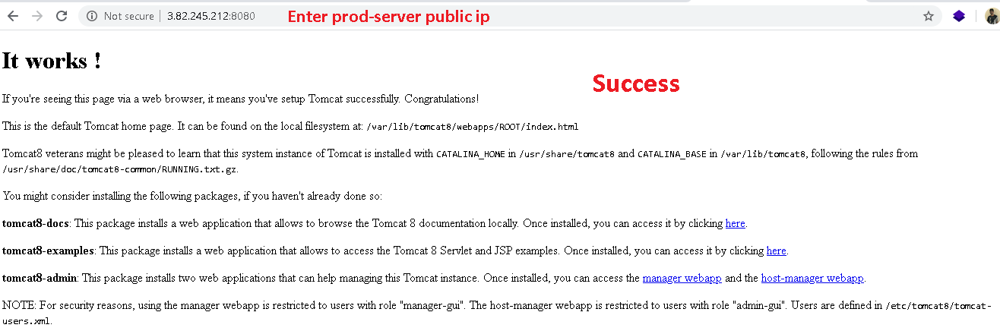 Not secure | 3.82.245.212:8080 Enter prod-server public ip
It works !
Success
If you're seeing this page via a web browser, it means you've setup Tomcat successfully. Congratulations!
This is the default Tomcat home page. It can be found on the local filesystem at: /var/lib/tomcat8/webapps/ROOT/index.html
Tomcat8 veterans might be pleased to learn that this system instance of Tomcat is installed with CATALINA_HOME in /usr/share/tomcat8 and CATALINA_BASE in /var/lib/tomcat8, following the rules from
/usr/share/doc/tomcat8-common/RUNNING.txt.gz.
You might consider installing the following packages, if you haven't already done so:
tomcat8-docs: This package installs a web application that allows to browse the Tomcat 8 documentation locally. Once installed, you can access it by clicking here.
tomcat8-examples: This package installs a web application that allows to access the Tomcat 8 Servlet and JSP examples. Once installed, you can access it by clicking here.
tomcat8-admin: This package installs two web applications that can help managing this Tomcat instance. Once installed, you can access the manager webapp and the host-manager webapp.
NOTE: For security reasons, using the manager webapp is restricted to users with role "manager-gui". The host-manager webapp is restricted to users with role "admin-gui". Users are defined in /etc/tomcat8/tomcat-
users.xml.